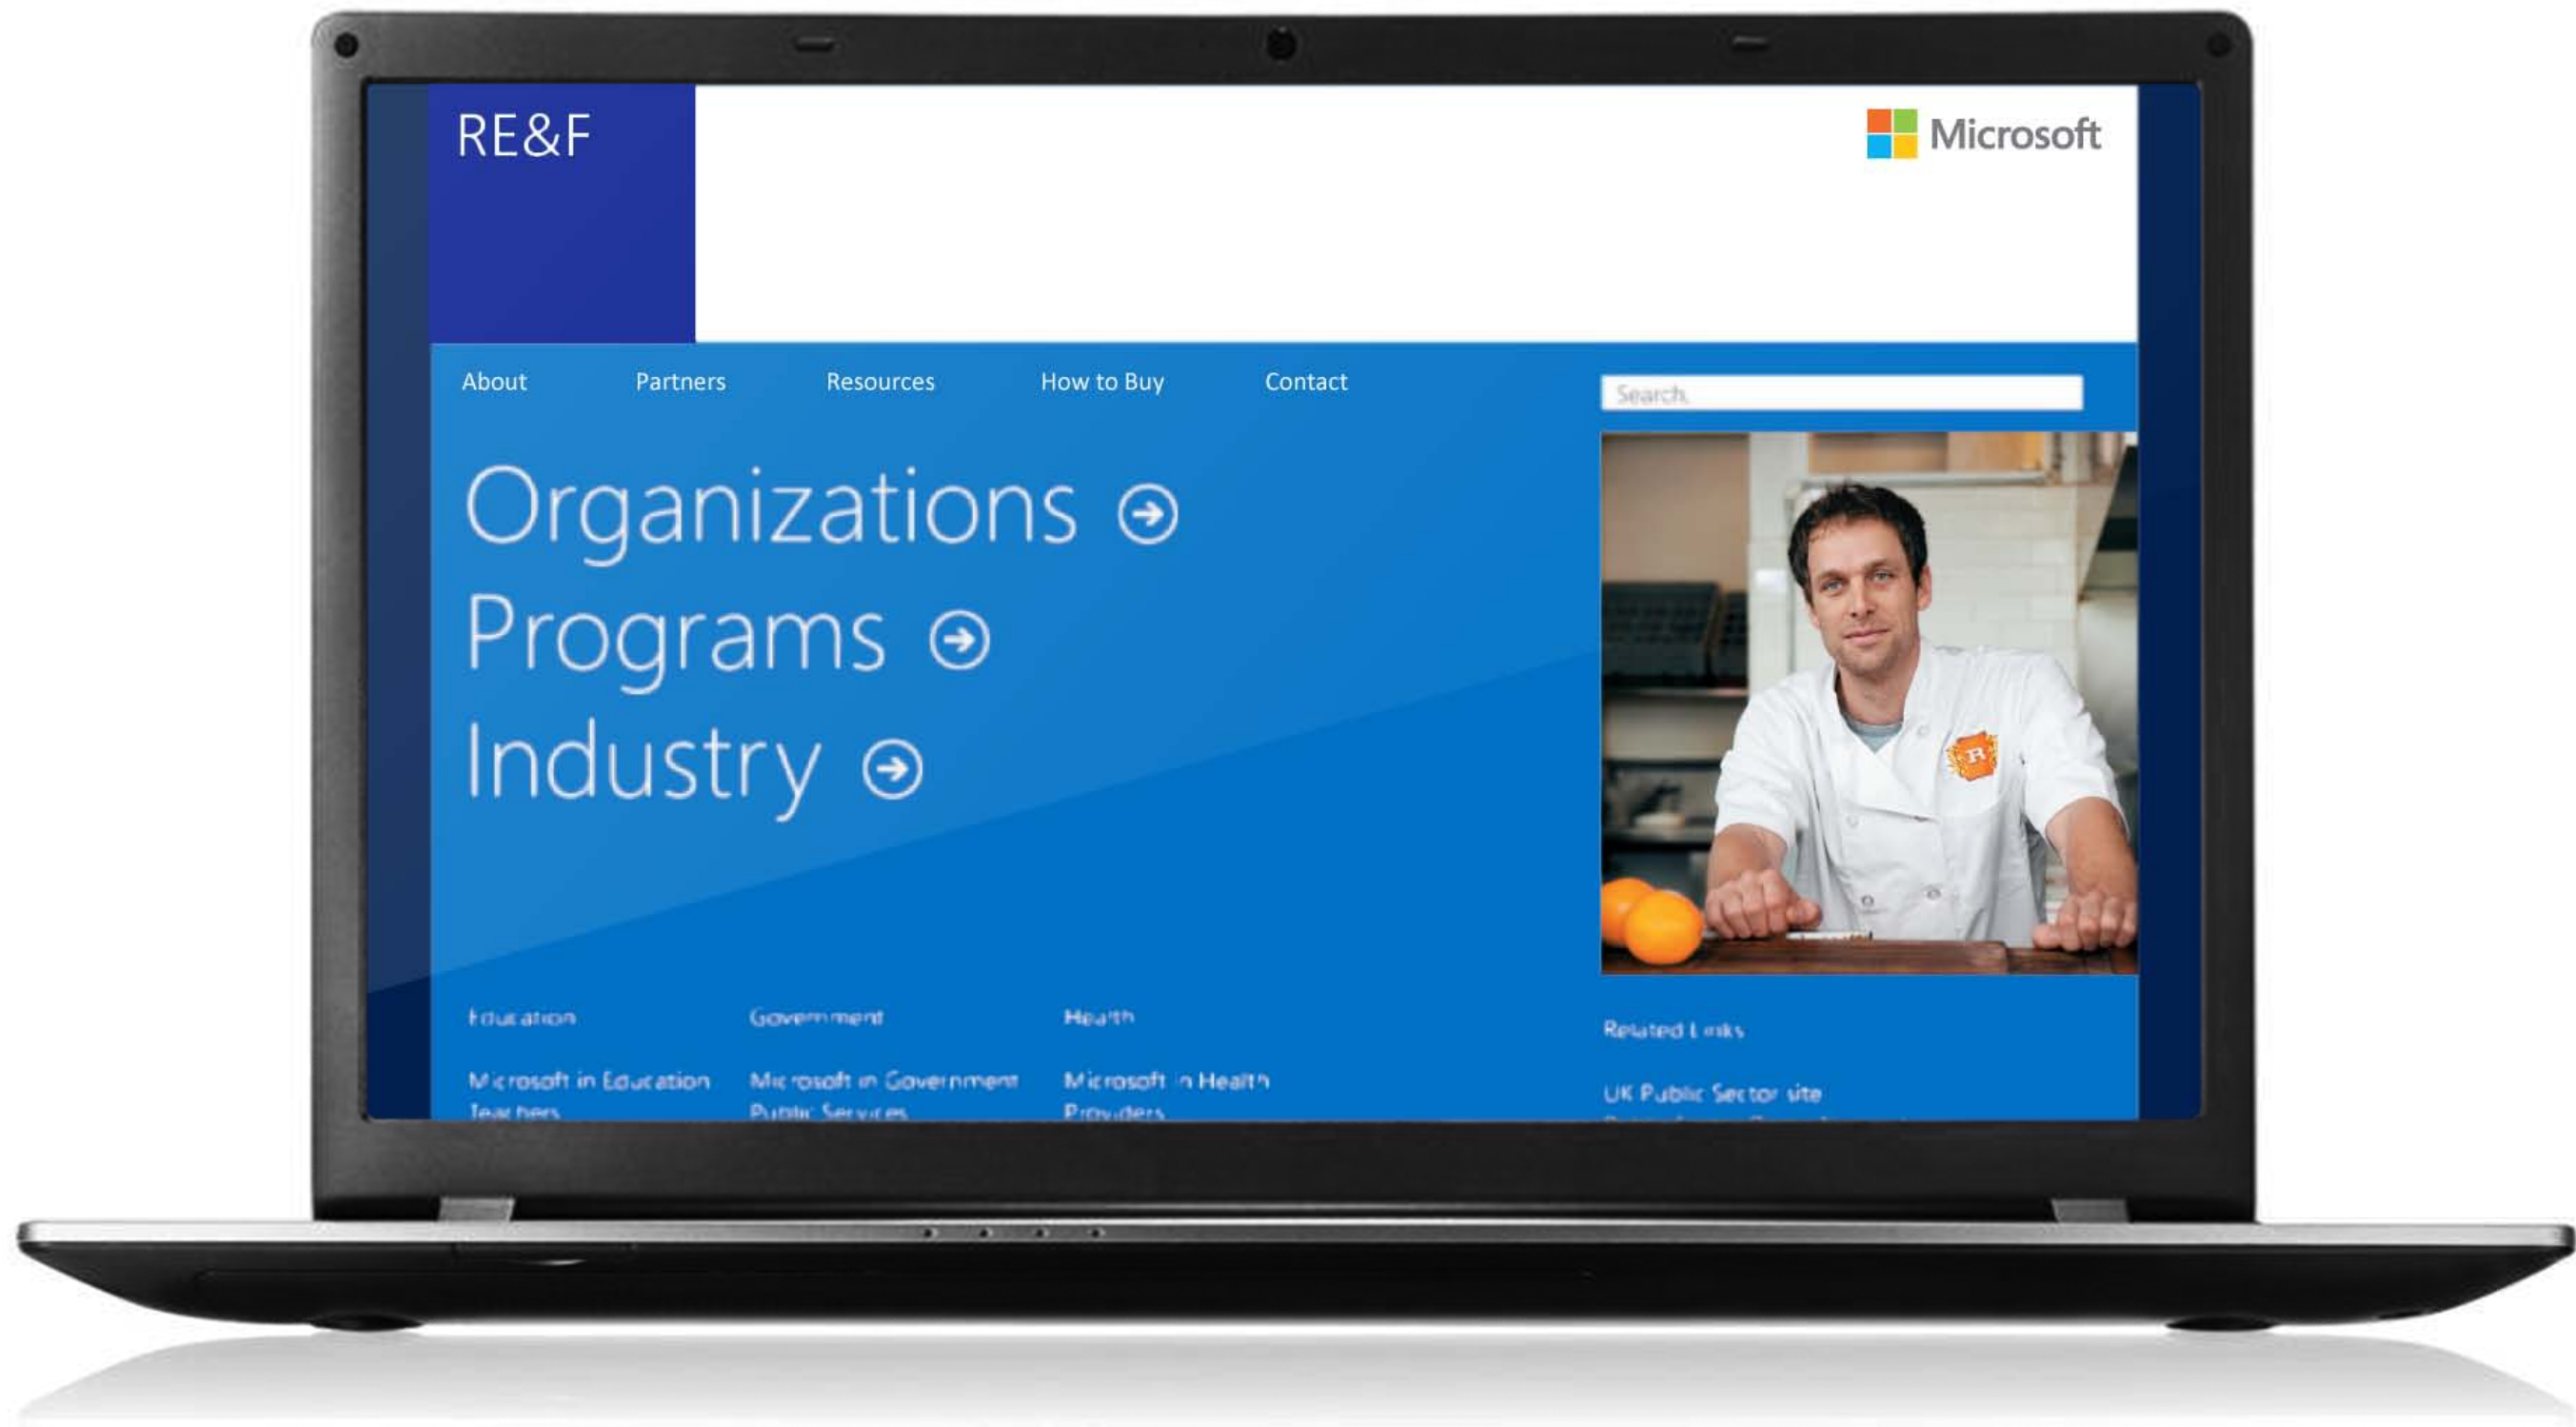 RE&F
Microsoft
About Partners Resources How to Buy Contact
Search
Organizations
Programs
Industry
R
Education Government Health
Related Links
Microsoft in Education Microsoft in Government Microsoft in Health
UK Public Sector site
Teachers Public Services Providers